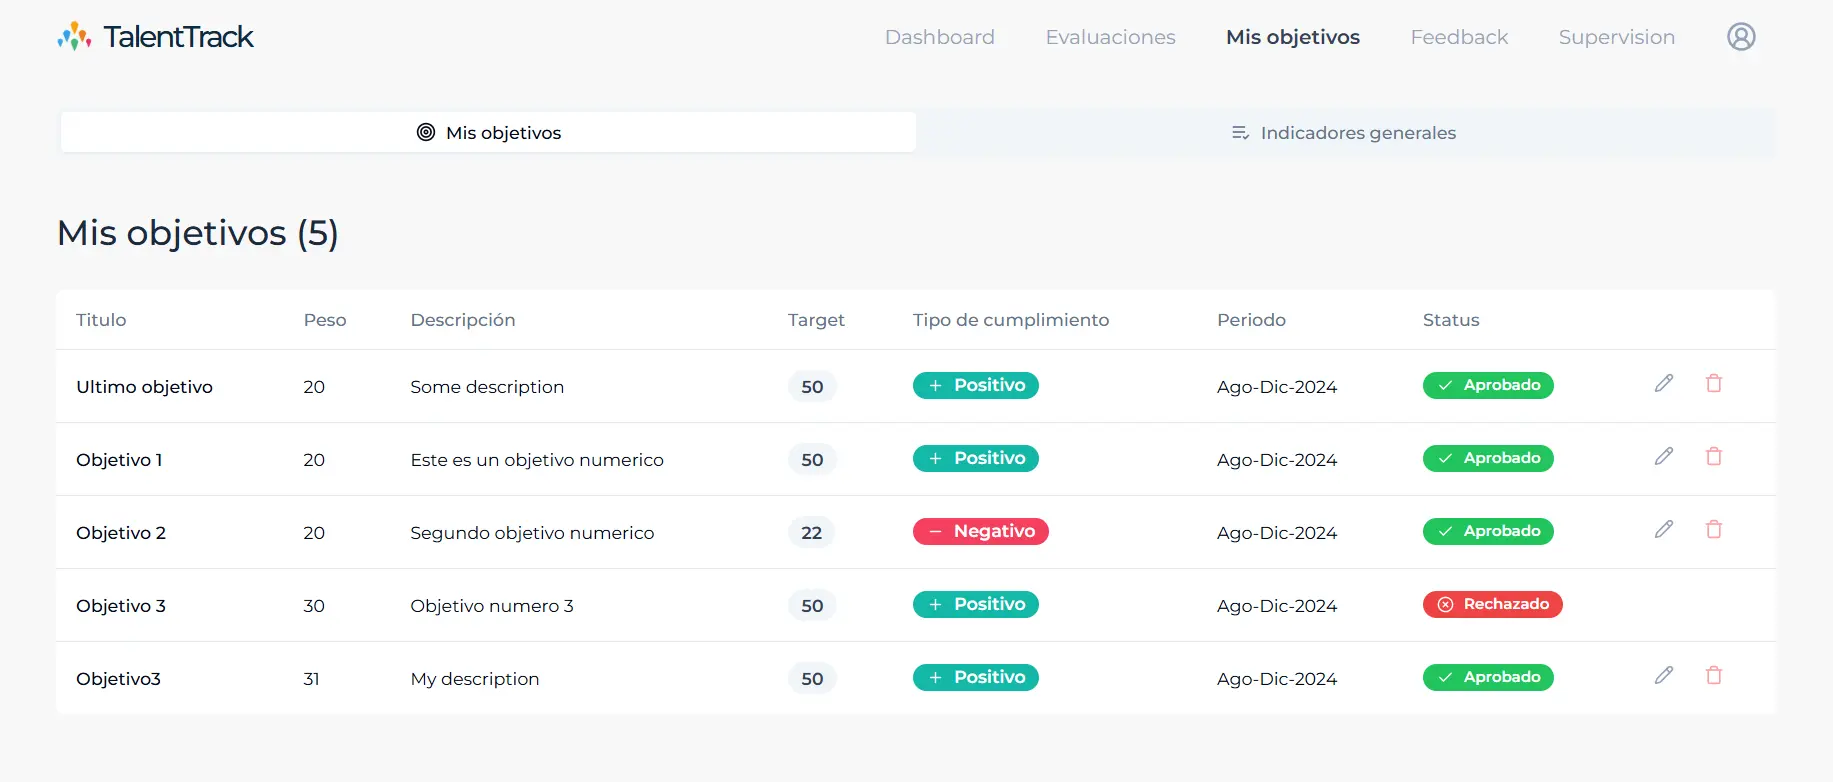 TalentTrack Dashboard Evaluaciones Mis objetivos Feedback Supervision
Mis objetivos Indicadores generales
Mis objetivos (5)
Titulo Peso Descripción Target Tipo de cumplimiento Periodo Status
Ultimo objetivo 20 Some description 50 + Positivo Ago-Dic-2024 Aprobado
Objetivo 1 20 Este es un objetivo numerico 50 + Positivo Ago-Dic-2024 Aprobado
Objetivo 2 20 Segundo objetivo numerico 22 − Negativo Ago-Dic-2024 Aprobado
Objetivo 3 30 Objetivo numero 3 50 + Positivo Ago-Dic-2024 Rechazado
Objetivo3 31 My description 50 + Positivo Ago-Dic-2024 Aprobado